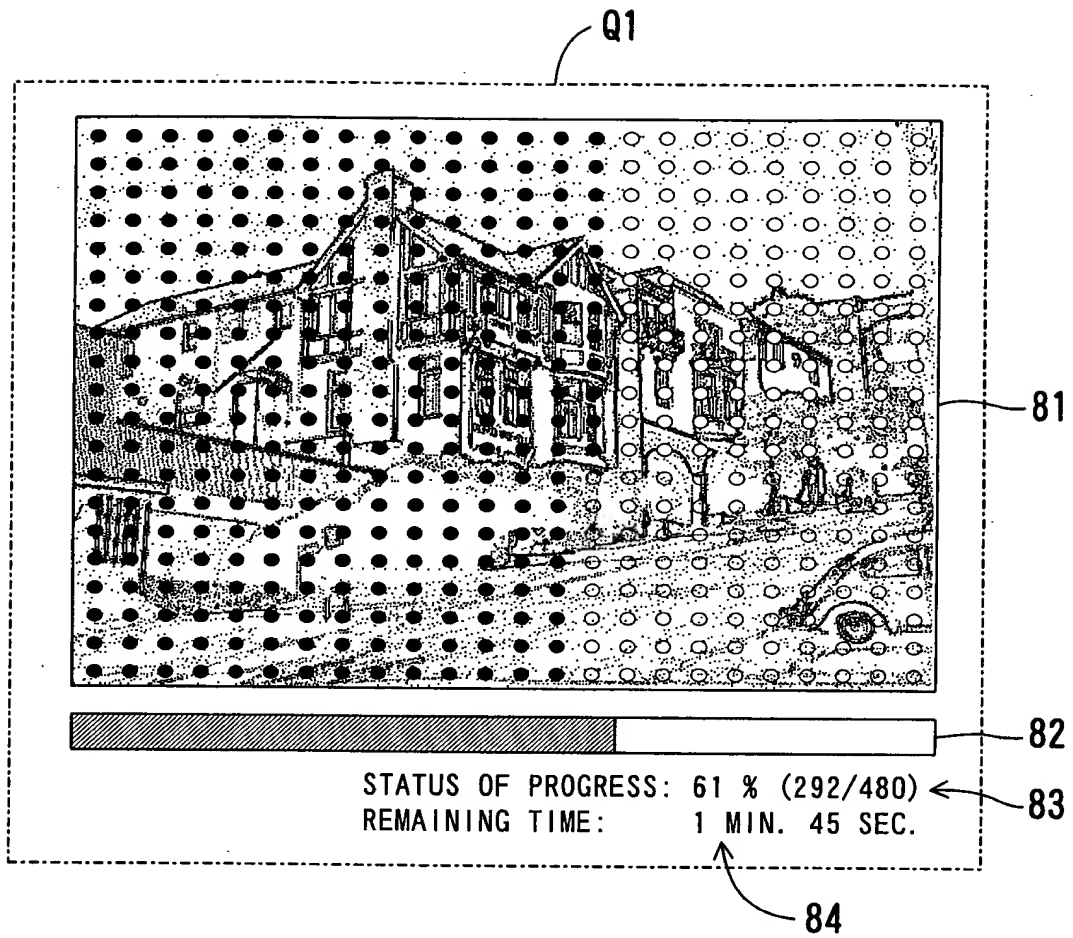 Q1
81
82
STATUS OF PROGRESS: 61 % (292/480)
83
REMAINING TIME: 1 MIN. 45 SEC.
84